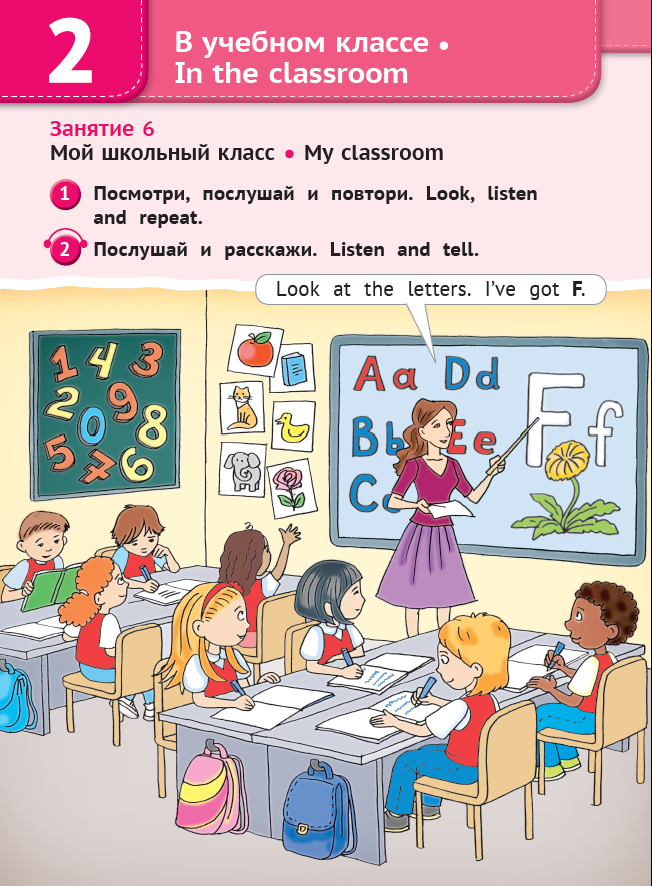 2
В учебном классе •
In the classroom
Занятие 6
Мой школьный класс • My classroom
1 Посмотри, послушай и повтори. Look, listen
and repeat.
2 Послушай и расскажи. Listen and tell.
Look at the letters. I've got F.
1 4 3
2 9
0 8
5 7 6
Aa Dd
Bb Ee
Cc
Ff